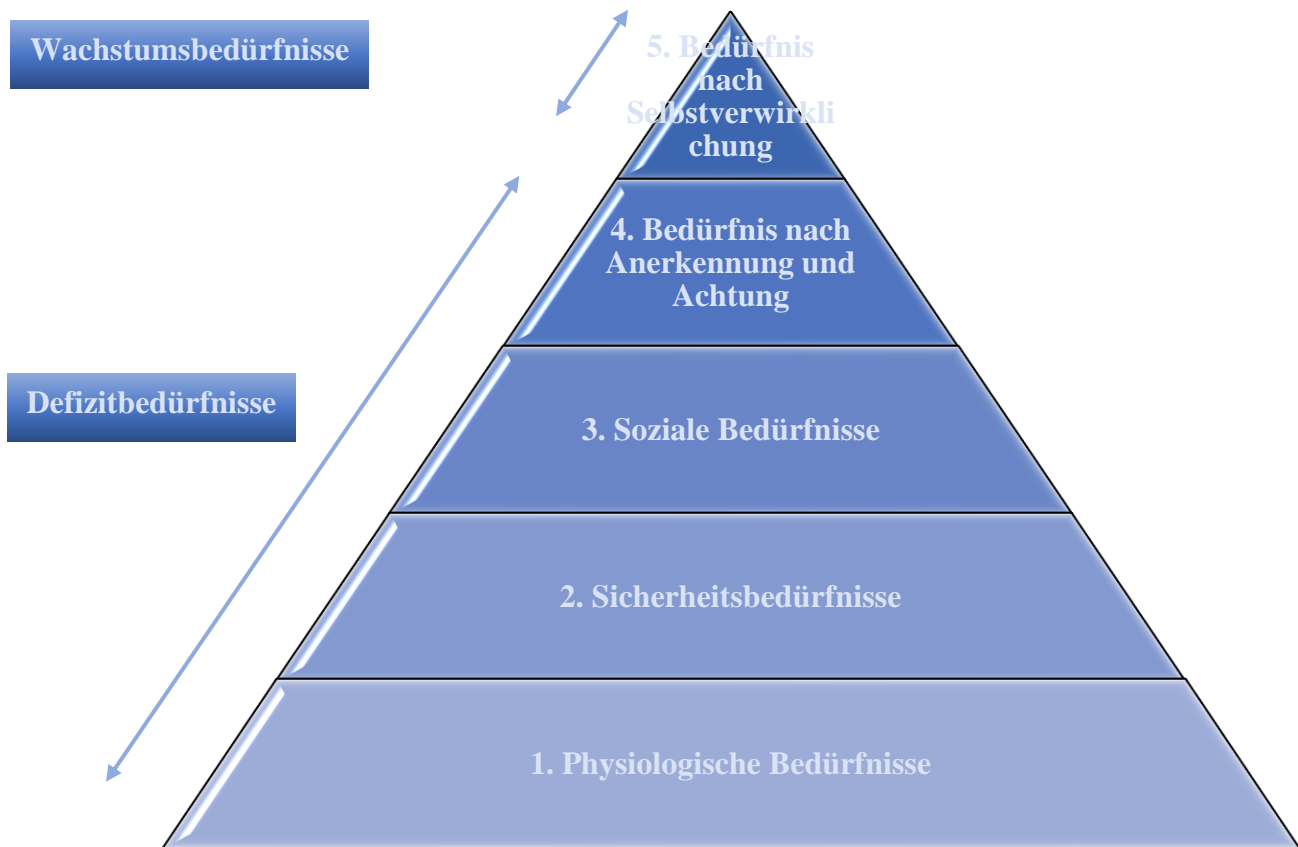 Wachstumsbedürfnisse
5. Bedürfnis
nach
Selbstverwirkli
chung
4. Bedürfnis nach
Anerkennung und
Achtung
Defizitbedürfnisse
3. Soziale Bedürfnisse
2. Sicherheitsbedürfnisse
1. Physiologische Bedürfnisse